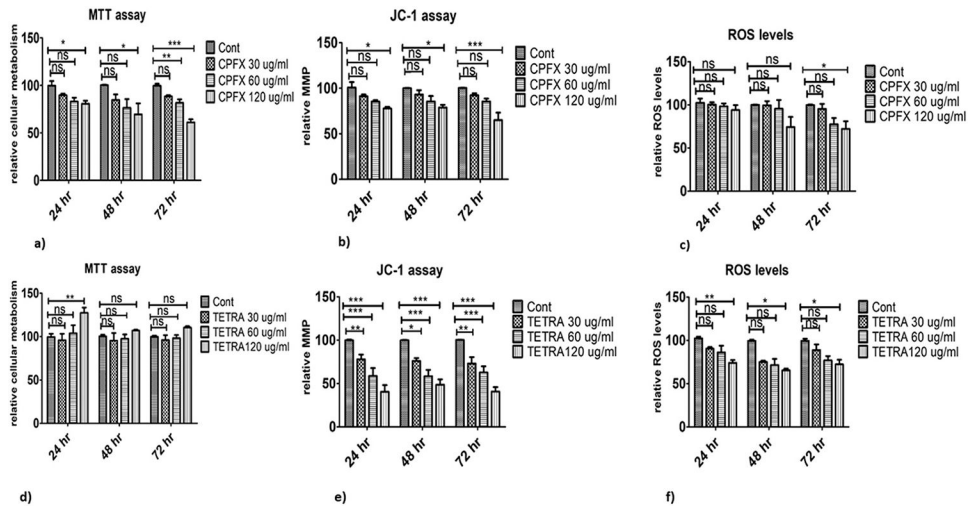 MTT assay
relative cellular metabolism
150
100
50
0
* ns ns
* ns ns
*** ** ns
24 hr
48 hr
72 hr
Cont
CPFX 30 ug/ml
CPFX 60 ug/ml
CPFX 120 ug/ml
a)
JC-1 assay
relative MMP
150
100
50
0
* ns ns
* ns ns
*** ns ns
24 hr
48 hr
72 hr
Cont
CPFX 30 ug/ml
CPFX 60 ug/ml
CPFX 120 ug/ml
b)
ROS levels
relative ROS levels
150
100
50
0
ns ns ns
ns ns ns
* ns ns
24 hr
48 hr
72 hr
Cont
CPFX 30 ug/ml
CPFX 60 ug/ml
CPFX 120 ug/ml
c)
MTT assay
relative cellular metabolism
150
100
50
0
** ns ns
ns ns ns
ns ns ns
24 hr
48 hr
72 hr
Cont
TETRA 30 ug/ml
TETRA 60 ug/ml
TETRA120 ug/ml
d)
JC-1 assay
relative MMP
150
100
50
0
*** *** **
*** *** *
*** *** **
24 hr
48 hr
72 hr
Cont
TETRA 30 ug/ml
TETRA 60 ug/ml
TETRA120 ug/ml
e)
ROS levels
relative ROS levels
150
100
50
0
** ns ns
* ns ns
* ns ns
24 hr
48 hr
72 hr
Cont
TETRA 30 ug/ml
TETRA 60 ug/ml
TETRA120 ug/ml
f)